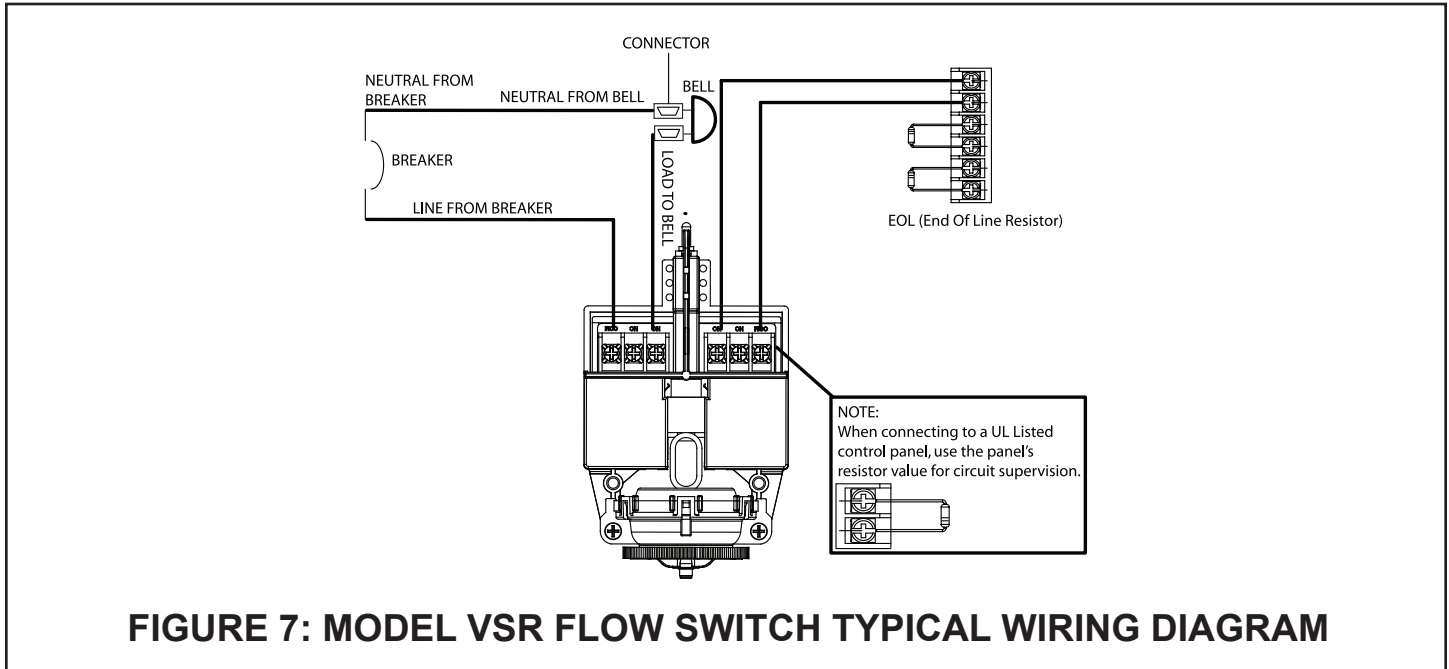 CONNECTOR
NEUTRAL FROM
BREAKER
NEUTRAL FROM BELL
BELL
BREAKER
LOAD TO BELL
LINE FROM BREAKER
EOL (End Of Line Resistor)
NOTE:
When connecting to a UL Listed
control panel, use the panel's
resistor value for circuit supervision.
FIGURE 7: MODEL VSR FLOW SWITCH TYPICAL WIRING DIAGRAM